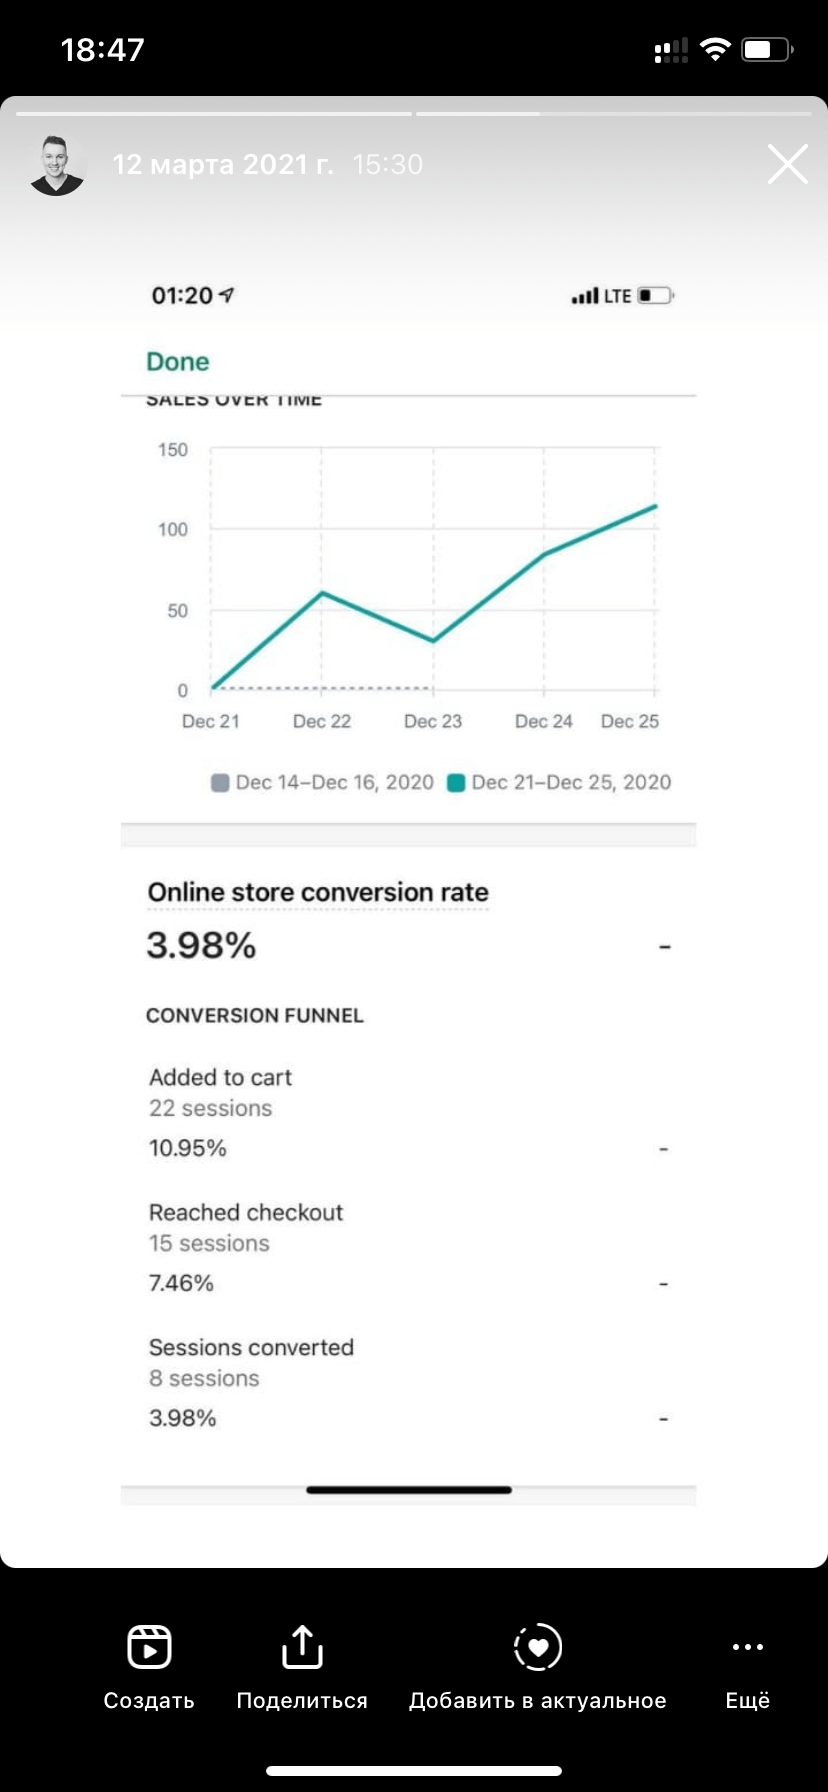 18:47
12 марта 2021 г. 15:30
01:20 LTE
Done
SALES OVER TIME
150
100
50
0
Dec 21 Dec 22 Dec 23 Dec 24 Dec 25
Dec 14–Dec 16, 2020 Dec 21–Dec 25, 2020
Online store conversion rate
3.98% -
CONVERSION FUNNEL
Added to cart
22 sessions
10.95% -
Reached checkout
15 sessions
7.46% -
Sessions converted
8 sessions
3.98% -
Создать Поделиться Добавить в актуальное Ещё